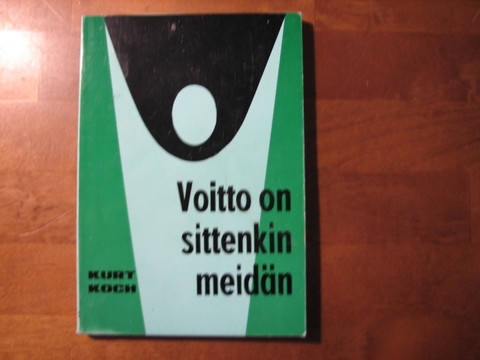 Voitto on
sittenkin
meidän
KURT
KOCH